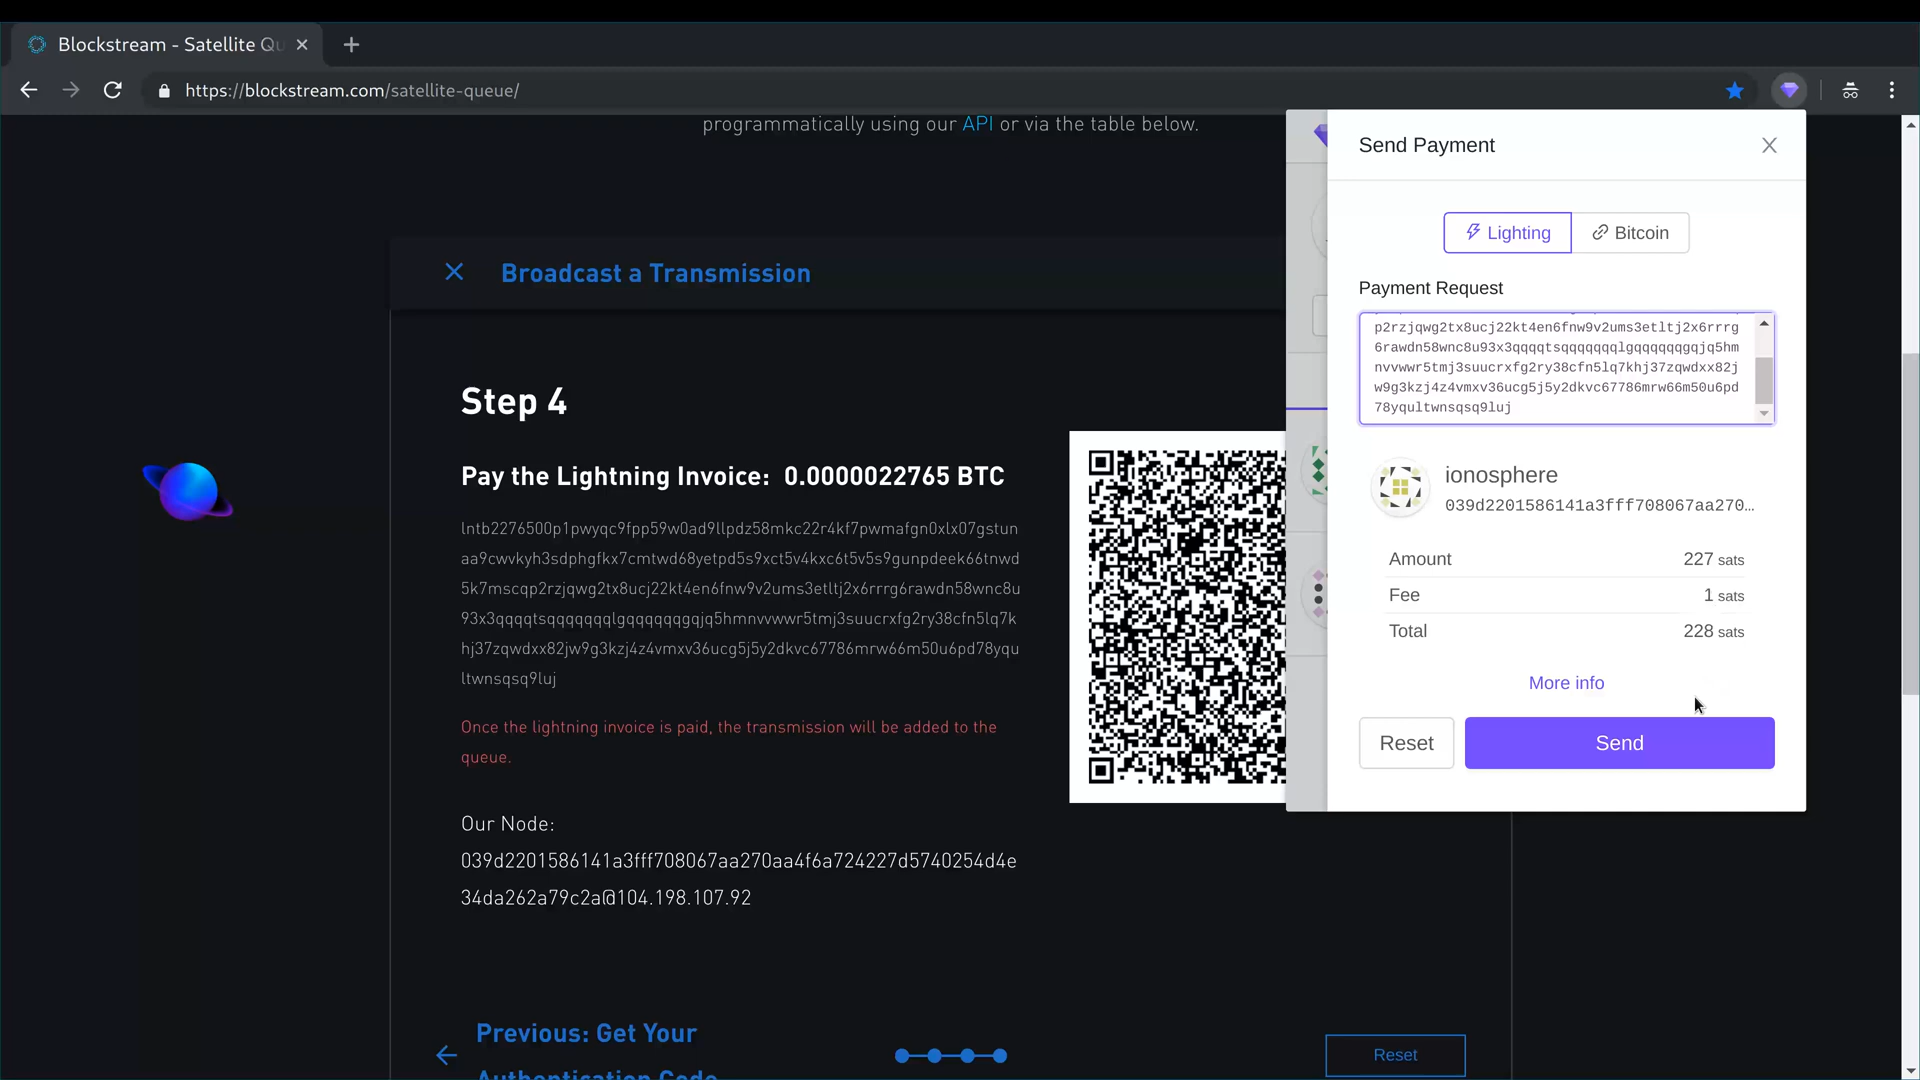 Blockstream - Satellite Qu
https://blockstream.com/satellite-queue/
programmatically using our API or via the table below.
Broadcast a Transmission
Step 4
Pay the Lightning Invoice: 0.0000022765 BTC
lntb2276500p1pwyqc9fpp59w0ad9llpdz58mkc22r4kf7pwmafgn0xlx07gstun
aa9cwvkyh3sdphgfkx7cmtwd68yetpd5s9xct5v4kxc6t5v5s9gunpdeek66tnwd
5k7mscqp2rzjqwg2tx8ucj22kt4en6fnw9v2ums3etltj2x6rrrg6rawdn58wnc8u
93x3qqqqtsqqqqqqqlgqqqqqqgqjq5hmnvvwwr5tmj3suucrxfg2ry38cfn5lq7k
hj37zqwdxx82jw9g3kzj4z4vmxv36ucg5j5y2dkvc67786mrw66m50u6pd78yqu
ltwnsqsq9luj
Once the lightning invoice is paid, the transmission will be added to the
queue.
Our Node:
039d2201586141a3fff708067aa270aa4f6a724227d5740254d4e
34da262a79c2a@104.198.107.92
Previous: Get Your
Authentication Code
Reset
Send Payment
Lighting
Bitcoin
Payment Request
p2rzjqwg2tx8ucj22kt4en6fnw9v2ums3etltj2x6rrrg
6rawdn58wnc8u93x3qqqqtsqqqqqqqlgqqqqqqgqjq5hm
nvvwwr5tmj3suucrxfg2ry38cfn5lq7khj37zqwdxx82j
w9g3kzj4z4vmxv36ucg5j5y2dkvc67786mrw66m50u6pd
78yqultwnsqsq9luj
ionosphere
039d2201586141a3fff708067aa270…
Amount 227 sats
Fee 1 sats
Total 228 sats
More info
Reset
Send